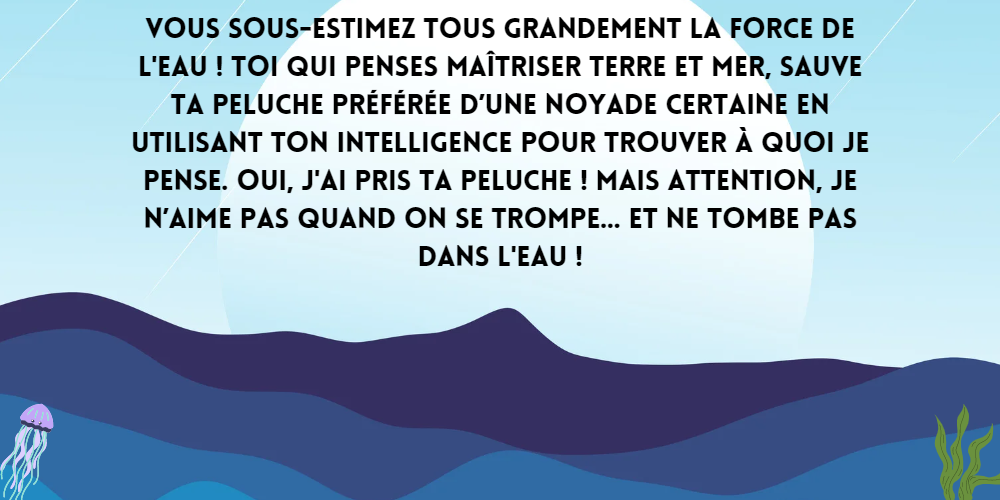 VOUS SOUS-ESTIMEZ TOUS GRANDEMENT LA FORCE DE
L'EAU ! TOI QUI PENSES MAÎTRISER TERRE ET MER, SAUVE
TA PELUCHE PRÉFÉRÉE D’UNE NOYADE CERTAINE EN
UTILISANT TON INTELLIGENCE POUR TROUVER À QUOI JE
PENSE. OUI, J'AI PRIS TA PELUCHE ! MAIS ATTENTION, JE
N’AIME PAS QUAND ON SE TROMPE... ET NE TOMBE PAS
DANS L'EAU !